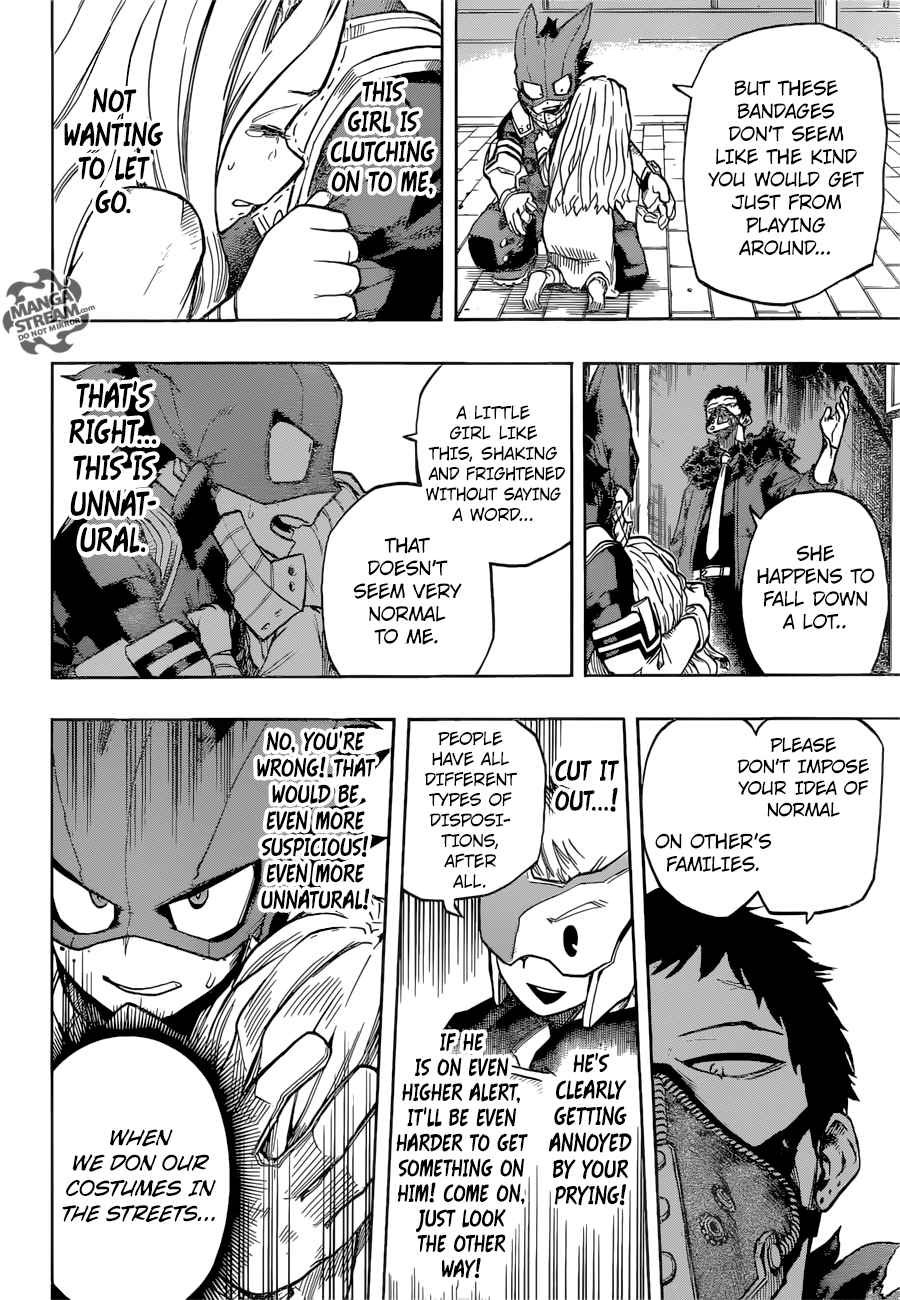 BUT THESE
BANDAGES
DON'T SEEM
LIKE THE KIND
YOU WOULD GET
JUST FROM
PLAYING
AROUND...
THIS
GIRL IS
CLUTCHING
ON TO ME,
NOT
WANTING
TO LET
GO.
MANGA
STREAM.com
DO NOT MIRROR
SHE
HAPPENS TO
FALL DOWN
A LOT..
A LITTLE
GIRL LIKE
THIS, SHAKING
AND FRIGHTENED
WITHOUT SAYING
A WORD...
THAT
DOESN'T
SEEM VERY
NORMAL
TO ME.
THAT'S
RIGHT...
THIS IS
UNNAT-
URAL.
PLEASE
DON'T IMPOSE
YOUR IDEA OF
NORMAL
ON OTHER'S
FAMILIES.
CUT IT
OUT...!
PEOPLE
HAVE ALL
DIFFERENT
TYPES OF
DISPOSI-
TIONS,
AFTER
ALL.
HE'S
CLEARLY
GETTING
ANNOYED
BY YOUR
PRYING!
IF HE
IS ON EVEN
HIGHER ALERT,
IT'LL BE EVEN
HARDER TO GET
SOMETHING ON
HIM! COME ON,
JUST LOOK
THE OTHER
WAY!
NO, YOU'RE
WRONG! THAT
WOULD BE
EVEN MORE
SUSPICIOUS!
EVEN MORE
UNNATURAL!
WHEN
WE DON OUR
COSTUMES IN
THE STREETS...